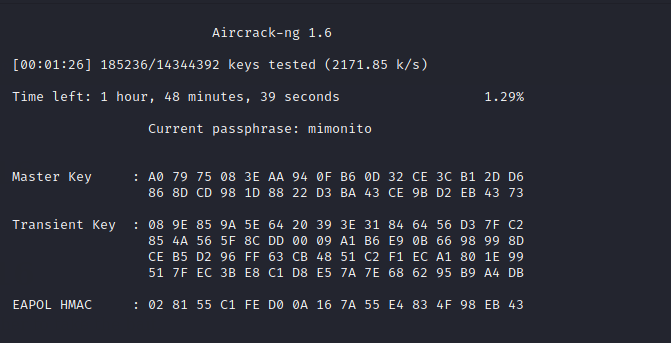 Aircrack-ng 1.6
[00:01:26] 185236/14344392 keys tested (2171.85 k/s)
Time left: 1 hour, 48 minutes, 39 seconds 1.29%
Current passphrase: mimonito
Master Key : A0 79 75 08 3E AA 94 0F B6 0D 32 CE 3C B1 2D D6
86 8D CD 98 1D 88 22 D3 BA 43 CE 9B D2 EB 43 73
Transient Key : 08 9E 85 9A 5E 64 20 39 3E 31 84 64 56 D3 7F C2
85 4A 56 5F 8C DD 00 09 A1 B6 E9 0B 66 98 99 8D
CE B5 D2 96 FF 63 CB 48 51 C2 F1 EC A1 80 1E 99
51 7F EC 3B E8 C1 D8 E5 7A 7E 68 62 95 B9 A4 DB
EAPOL HMAC : 02 81 55 C1 FE D0 0A 16 7A 55 E4 83 4F 98 EB 43